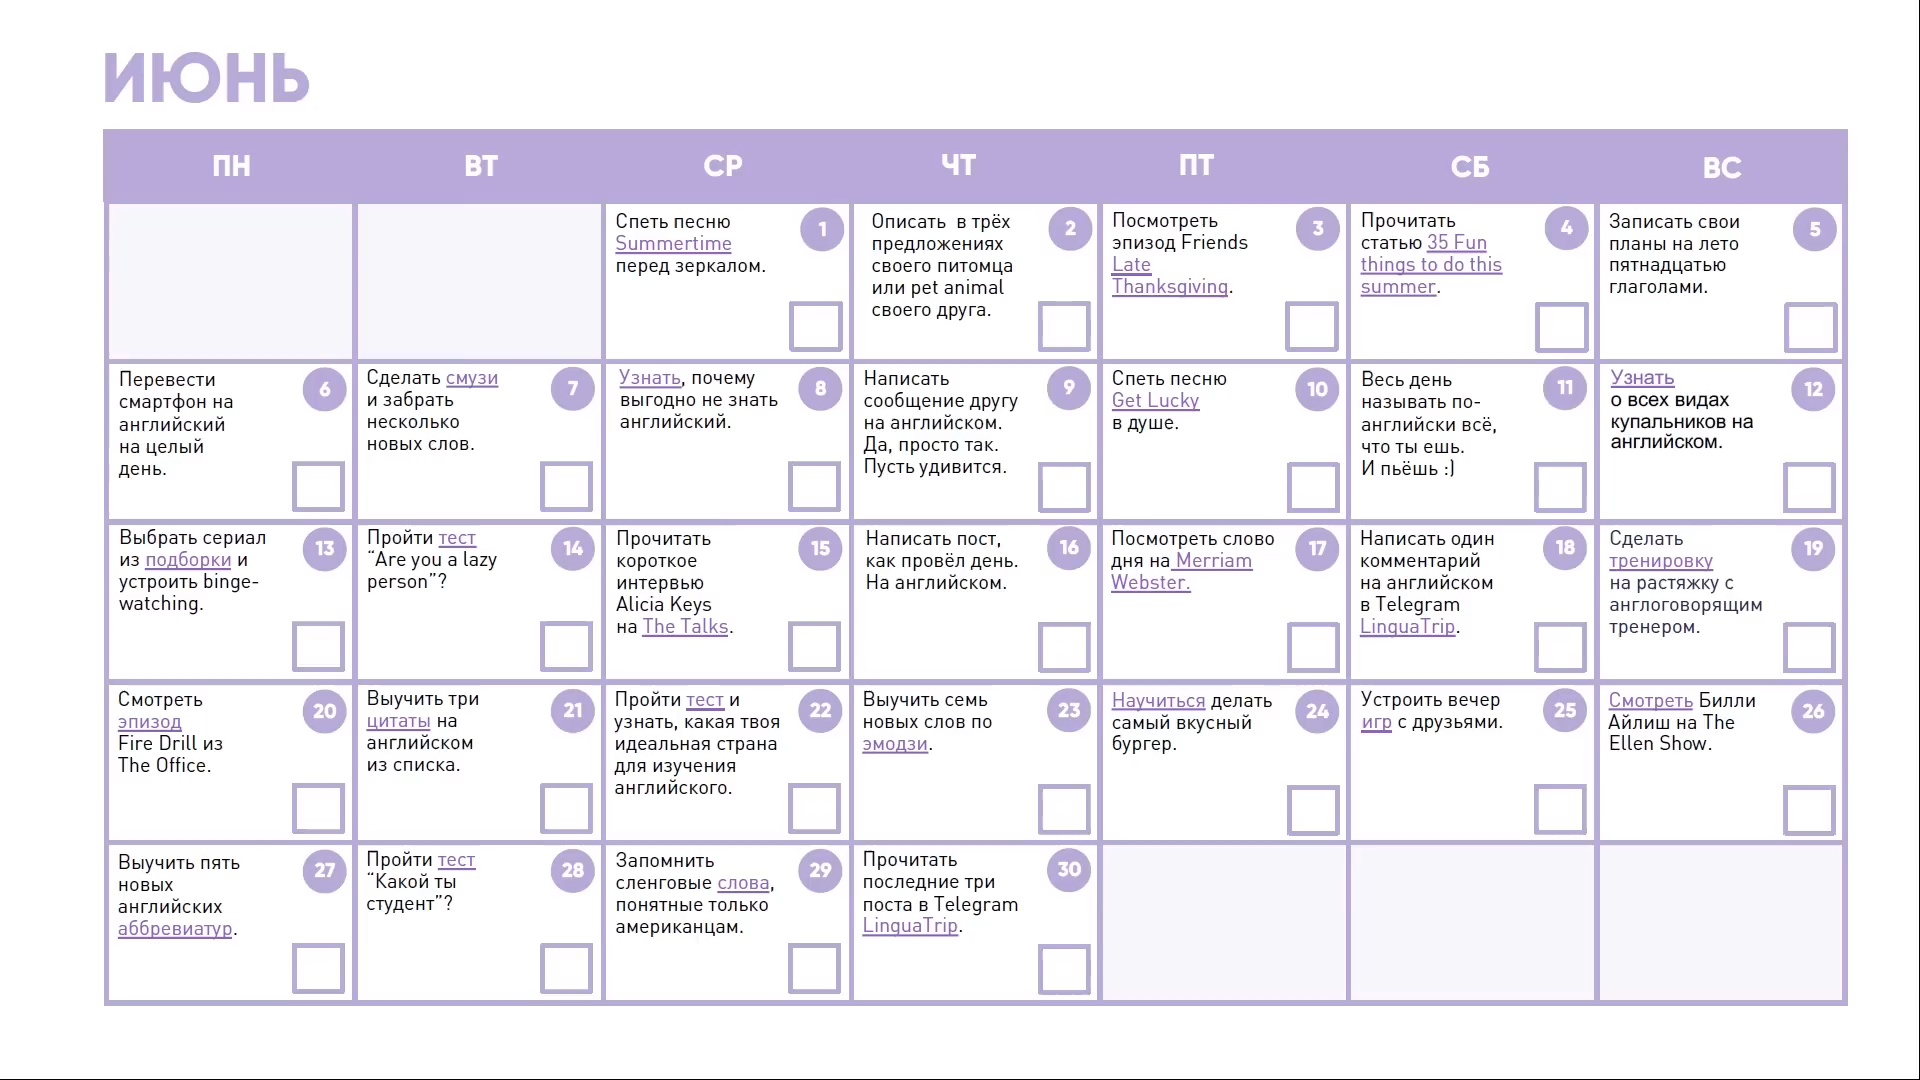 ИЮНЬ
ПН
ВТ
СР
ЧТ
ПТ
СБ
ВС
Спеть песню
Summertime
перед зеркалом.
1
Описать в трёх
предложениях
своего питомца
или pet animal
своего друга.
2
Посмотреть
эпизод Friends
Late
Thanksgiving.
3
Прочитать
статью 35 Fun
things to do this
summer.
4
Записать свои
планы на лето
пятнадцатью
глаголами.
5
Перевести
смартфон на
английский
на целый
день.
6
Сделать смузи
и забрать
несколько
новых слов.
7
Узнать, почему
выгодно не знать
английский.
8
Написать
сообщение другу
на английском.
Да, просто так.
Пусть удивится.
9
Спеть песню
Get Lucky
в душе.
10
Весь день
называть по-
английски всё,
что ты ешь.
И пьёшь :)
11
Узнать
о всех видах
купальников на
английском.
12
Выбрать сериал
из подборки и
устроить binge-
watching.
13
Пройти тест
“Are you a lazy
person”?
14
Прочитать
короткое
интервью
Alicia Keys
на The Talks.
15
Написать пост,
как провёл день.
На английском.
16
Посмотреть слово
дня на Merriam
Webster.
17
Написать один
комментарий
на английском
в Telegram
LinguaTrip.
18
Сделать
тренировку
на растяжку с
англоговорящим
тренером.
19
Смотреть
эпизод
Fire Drill из
The Office.
20
Выучить три
цитаты на
английском
из списка.
21
Пройти тест и
узнать, какая твоя
идеальная страна
для изучения
английского.
22
Выучить семь
новых слов по
эмодзи.
23
Научиться делать
самый вкусный
бургер.
24
Устроить вечер
игр с друзьями.
25
Смотреть Билли
Айлиш на The
Ellen Show.
26
Выучить пять
новых
английских
аббревиатур.
27
Пройти тест
“Какой ты
студент”?
28
Запомнить
сленговые слова,
понятные только
американцам.
29
Прочитать
последние три
поста в Telegram
LinguaTrip.
30